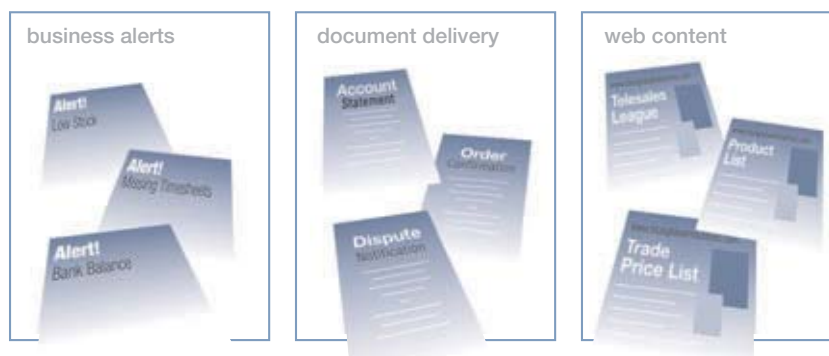 business alerts
Alert!
Low Stock
Alert!
Missing Timesheets
Alert!
Bank Balance
document delivery
Account
Statement
Order
Confirmation
Dispute
Notification
web content
Telesales
League
Product
List
Trade
Price List